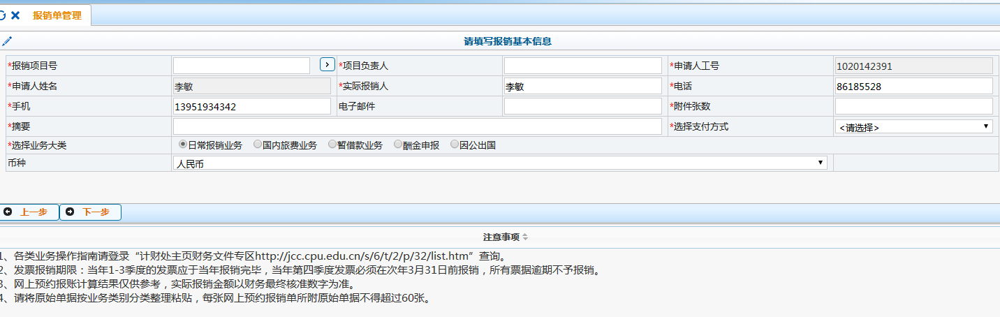 报销单管理
请填写报销基本信息
*报销项目号 *项目负责人 *申请人工号 1020142391
*申请人姓名 李敏 *实际报销人 李敏 *电话 86185528
*手机 13951934342 电子邮件 *附件张数
*摘要 *选择支付方式 <请选择>
*选择业务大类 日常报销业务 国内旅费业务 暂借款业务 酬金申报 因公出国
币种 人民币
上一步 下一步
注意事项
1、各类业务操作指南请登录“计财处主页财务文件专区http://jcc.cpu.edu.cn/s/6/t/2/p/32/list.htm”查询。
2、发票报销期限：当年1-3季度的发票应于当年报销完毕，当年第四季度发票必须在次年3月31日前报销，所有票据逾期不予报销。
3、网上预约报账计算结果仅供参考，实际报销金额以财务最终核准数字为准。
4、请将原始单据按业务类别分类整理粘贴，每张网上预约报销单所附原始单据不得超过60张。